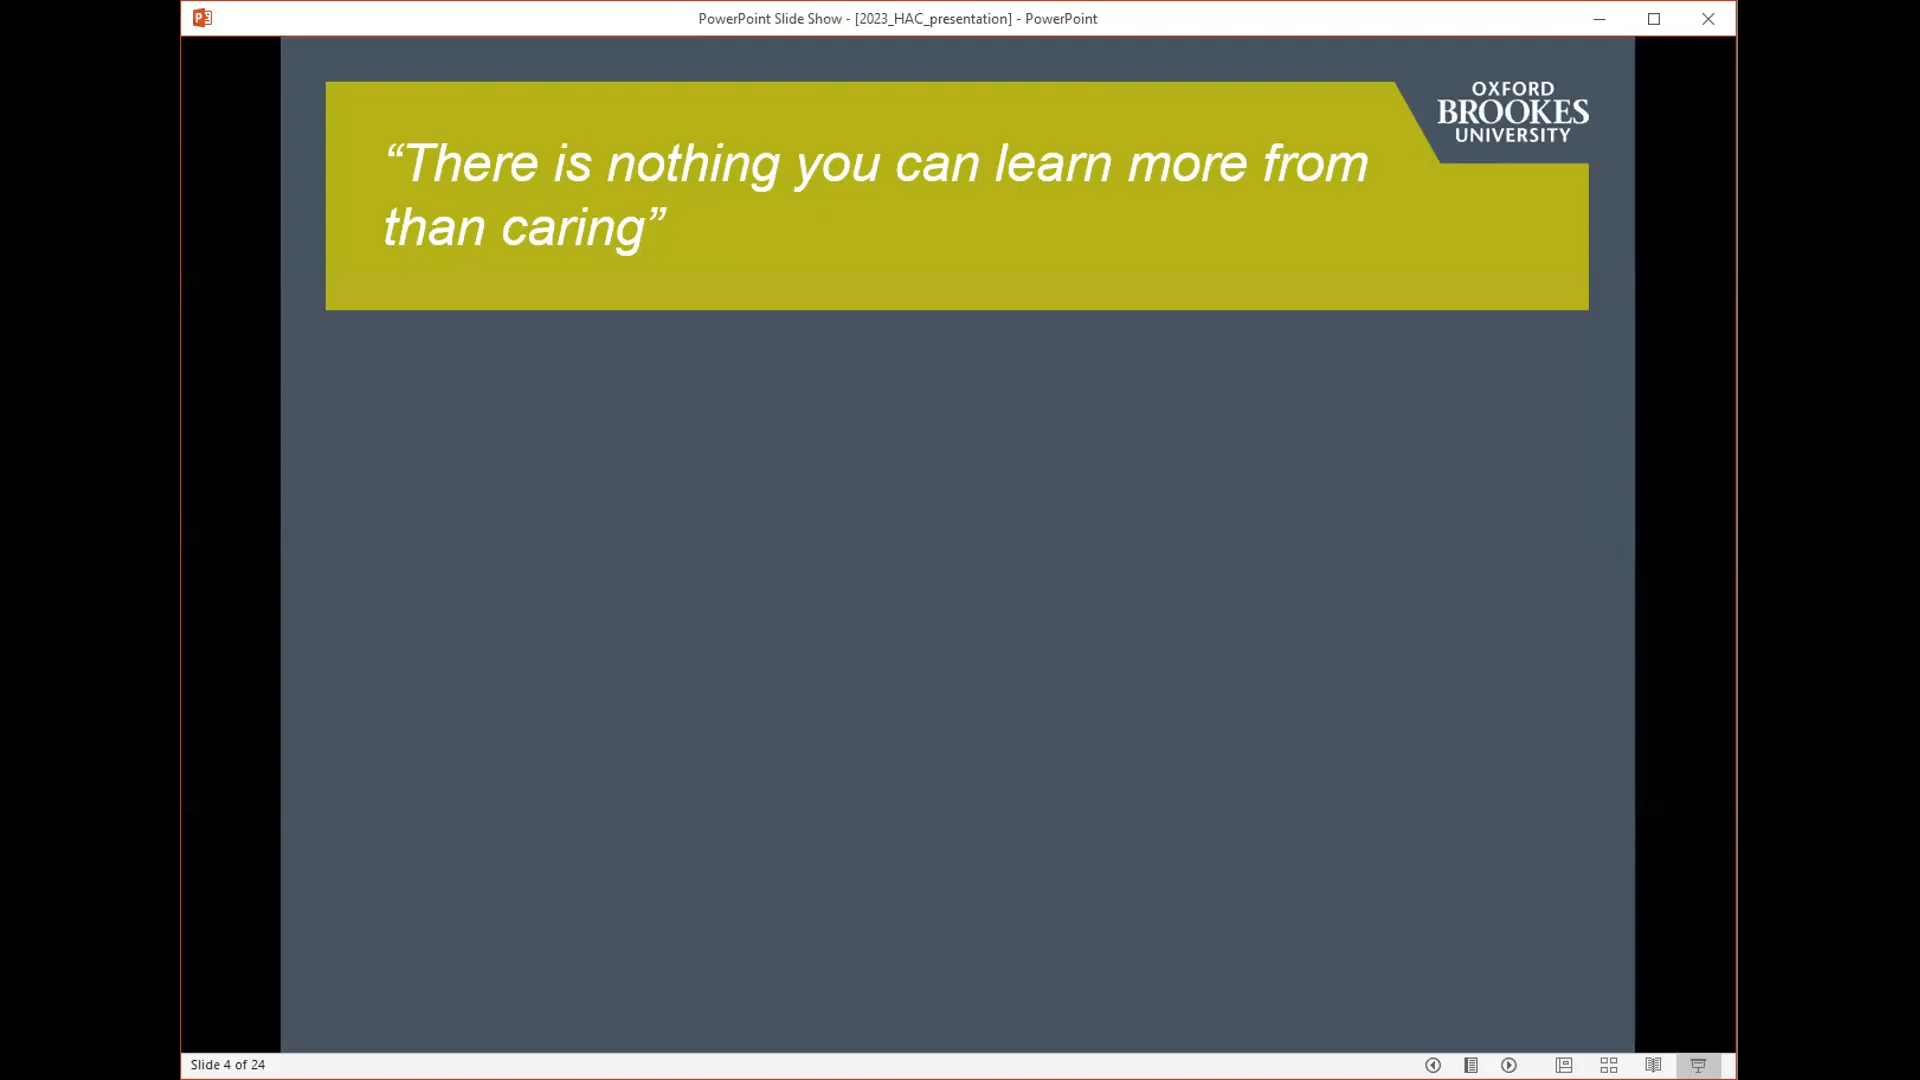 PowerPoint Slide Show - [2023_HAC_presentation] - PowerPoint
OXFORD
BROOKES
UNIVERSITY
“There is nothing you can learn more from
than caring”
Slide 4 of 24